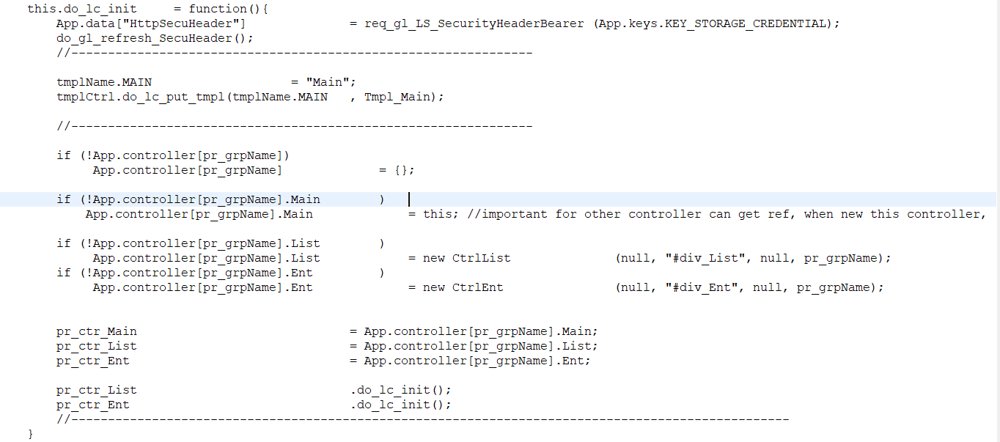 this.do_lc_init     = function(){
    App.data["HttpSecuHeader"]              = req_gl_LS_SecurityHeaderBearer (App.keys.KEY_STORAGE_CREDENTIAL);
    do_gl_refresh_SecuHeader();
    //---------------------------------------------------------------
    tmplName.MAIN                   = "Main";
    tmplCtrl.do_lc_put_tmpl(tmplName.MAIN   , Tmpl_Main);
    //---------------------------------------------------------------
    if (!App.controller[pr_grpName])
         App.controller[pr_grpName]             = {};
    if (!App.controller[pr_grpName].Main        )
        App.controller[pr_grpName].Main             = this; //important for other controller can get ref, when new this controller,
    if (!App.controller[pr_grpName].List        )
         App.controller[pr_grpName].List            = new CtrlList              (null, "#div_List", null, pr_grpName);
    if (!App.controller[pr_grpName].Ent         )
         App.controller[pr_grpName].Ent             = new CtrlEnt               (null, "#div_Ent", null, pr_grpName);
    pr_ctr_Main                             = App.controller[pr_grpName].Main;
    pr_ctr_List                             = App.controller[pr_grpName].List;
    pr_ctr_Ent                              = App.controller[pr_grpName].Ent;
    pr_ctr_List                             .do_lc_init();
    pr_ctr_Ent                              .do_lc_init();
    //--------------------------------------------------------------------------------------------------
}